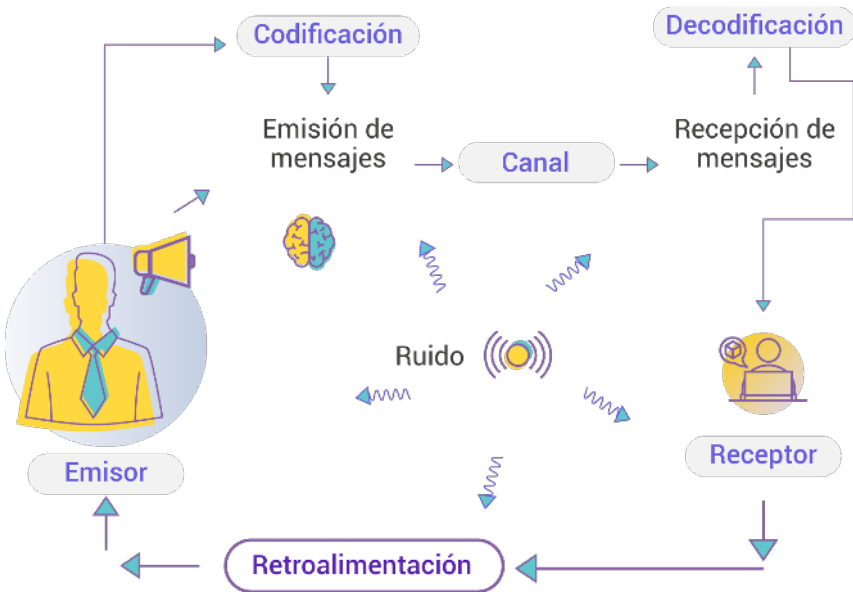 Codificación
Decodificación
Emisión de
mensajes
Canal
Recepción de
mensajes
Ruido
Emisor
Receptor
Retroalimentación